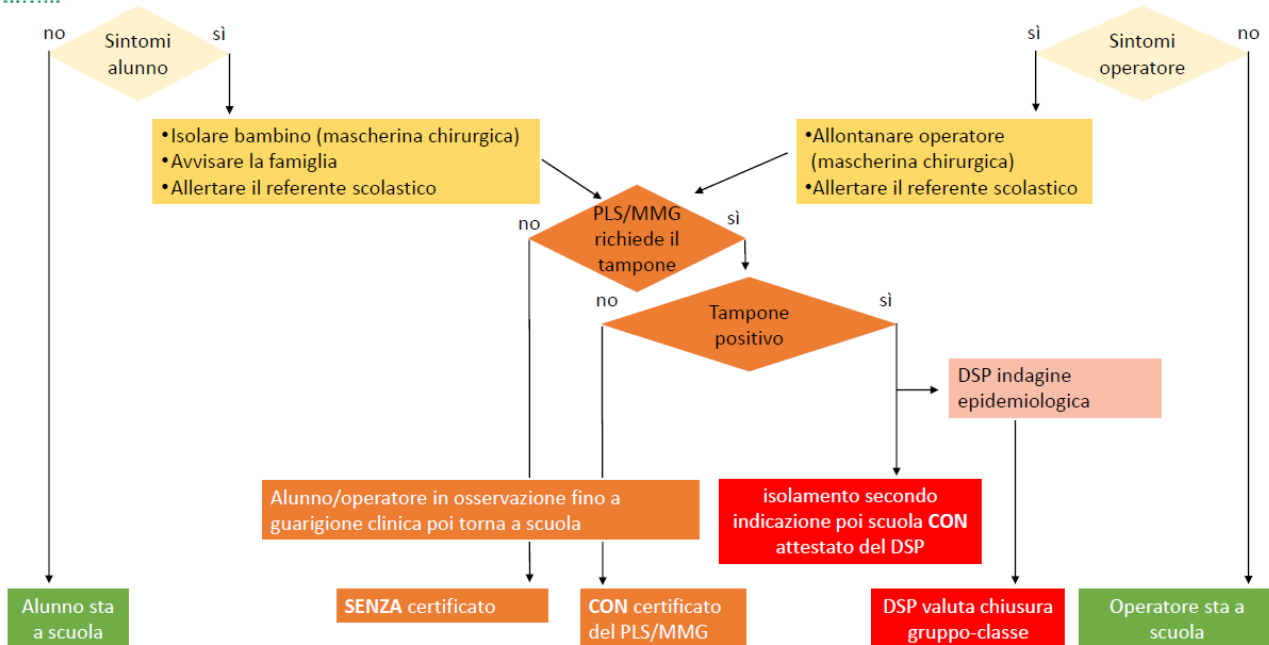 no
Sintomi
alunno
sì
sì
Sintomi
operatore
no
•Isolare bambino (mascherina chirurgica)
•Avvisare la famiglia
•Allertare il referente scolastico
•Allontanare operatore
(mascherina chirurgica)
•Allertare il referente scolastico
no
PLS/MMG
richiede il
tampone
sì
no
Tampone
positivo
sì
DSP indagine
epidemiologica
Alunno/operatore in osservazione fino a
guarigione clinica poi torna a scuola
isolamento secondo
indicazione poi scuola CON
attestato del DSP
Alunno sta
a scuola
SENZA certificato
CON certificato
del PLS/MMG
DSP valuta chiusura
gruppo-classe
Operatore sta a
scuola